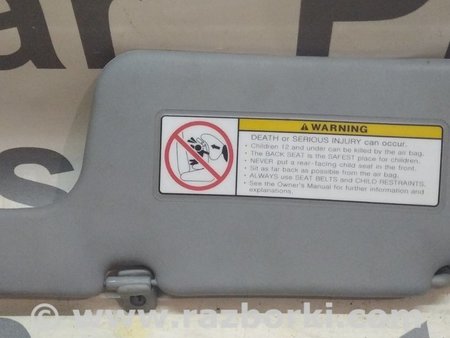 ar P
WARNING
DEATH or SERIOUS INJURY can occur.
• Children 12 and under can be killed by the air bag.
• The BACK SEAT is the SAFEST place for children.
• NEVER put a rear-facing child seat in the front.
• Sit as far back as possible from the air bag.
• ALWAYS use SEAT BELTS and CHILD RESTRAINTS.
• See the Owner's Manual for further information and
explanations.
© www.razborki.com